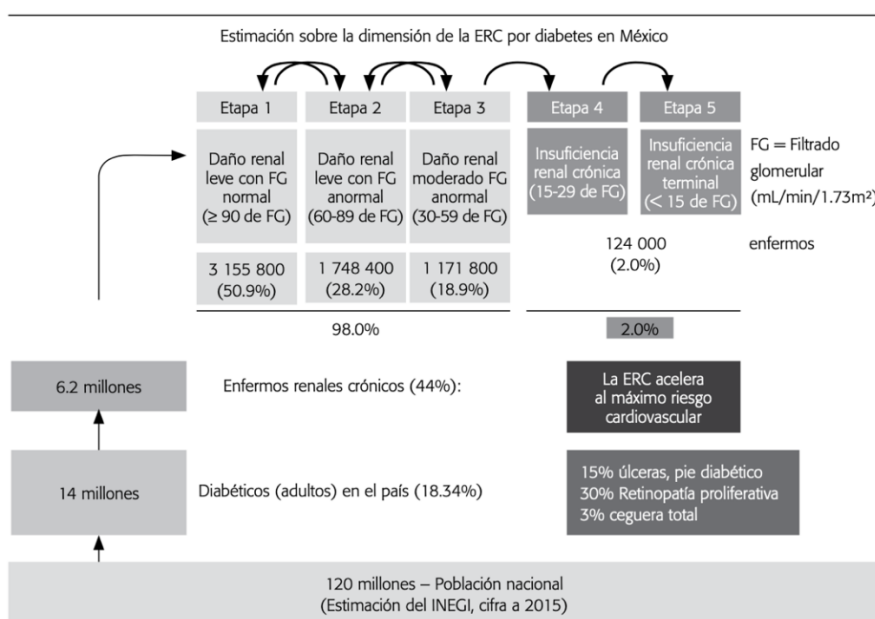 Estimación sobre la dimensión de la ERC por diabetes en México
Etapa 1
Etapa 2
Etapa 3
Etapa 4
Etapa 5
Daño renal
leve con FG
normal
(≥ 90 de FG)
Daño renal
leve con FG
anormal
(60-89 de FG)
Daño renal
moderado FG
anormal
(30-59 de FG)
Insuficiencia
renal crónica
(15-29 de FG)
Insuficiencia
renal crónica
terminal
(< 15 de FG)
FG = Filtrado
glomerular
(mL/min/1.73m²)
3 155 800
(50.9%)
1 748 400
(28.2%)
1 171 800
(18.9%)
124 000
(2.0%)
enfermos
98.0%
2.0%
6.2 millones
Enfermos renales crónicos (44%):
La ERC acelera
al máximo riesgo
cardiovascular
14 millones
Diabéticos (adultos) en el país (18.34%)
15% úlceras, pie diabético
30% Retinopatía proliferativa
3% ceguera total
120 millones – Población nacional
(Estimación del INEGI, cifra a 2015)